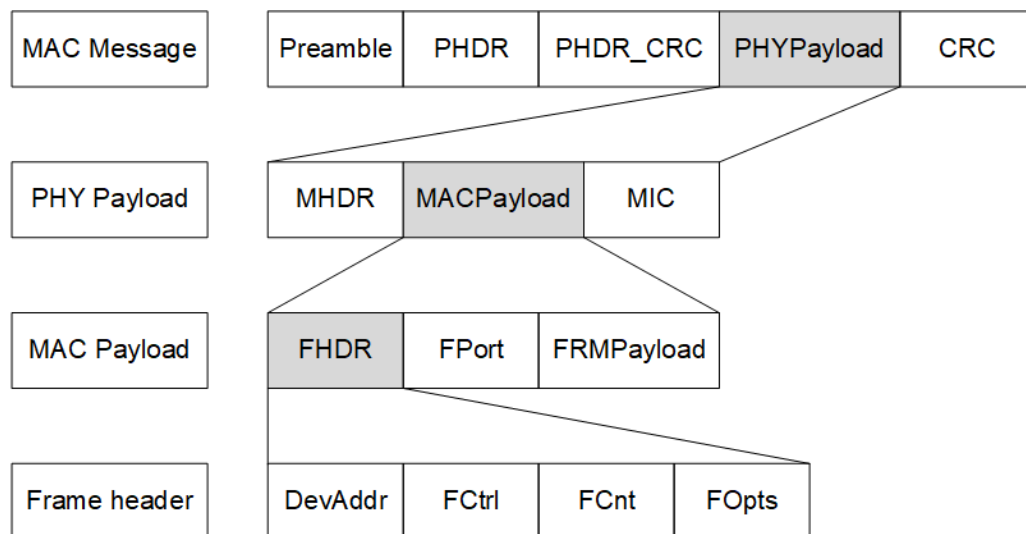 MAC Message Preamble PHDR PHDR_CRC PHYPayload CRC
PHY Payload MHDR MACPayload MIC
MAC Payload FHDR FPort FRMPayload
Frame header DevAddr FCtrl FCnt FOpts